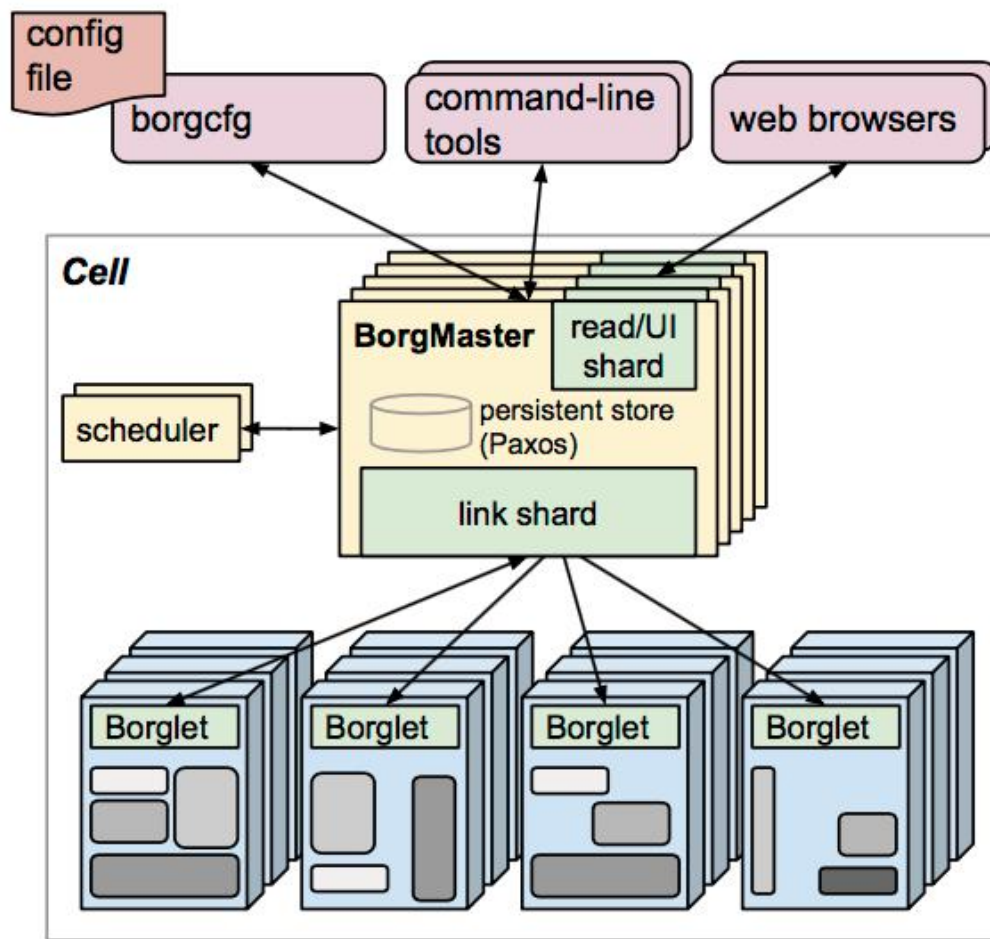 config
file
borgcfg
command-line
tools
web browsers
Cell
BorgMaster
read/UI
shard
scheduler
persistent store
(Paxos)
link shard
Borglet
Borglet
Borglet
Borglet